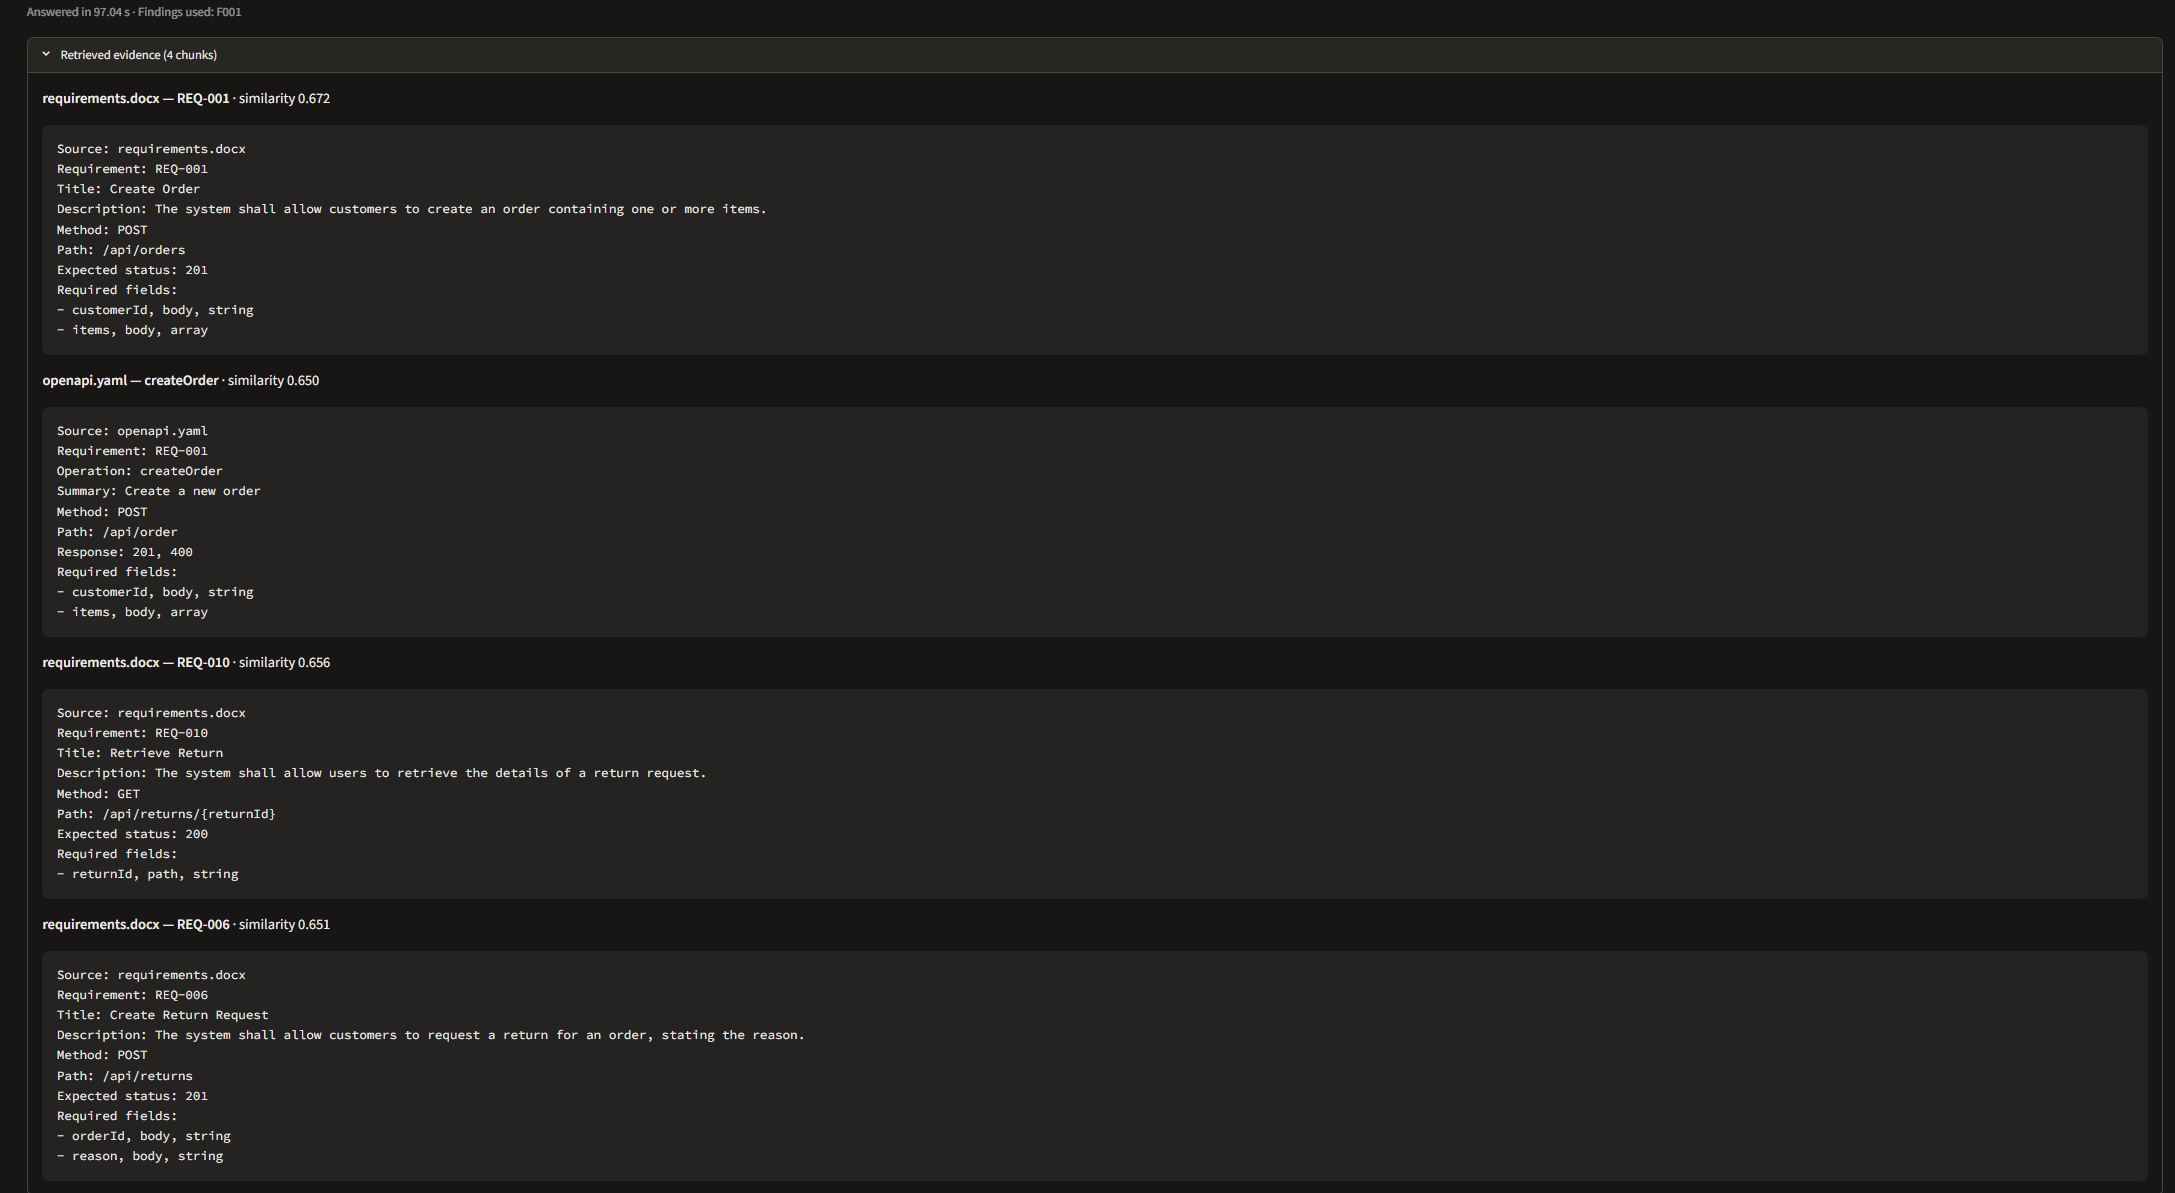 Answered in 97.04 s · Findings used: F001
Retrieved evidence (4 chunks)
requirements.docx — REQ-001 · similarity 0.672
Source: requirements.docx
Requirement: REQ-001
Title: Create Order
Description: The system shall allow customers to create an order containing one or more items.
Method: POST
Path: /api/orders
Expected status: 201
Required fields:
- customerId, body, string
- items, body, array
openapi.yaml — createOrder · similarity 0.650
Source: openapi.yaml
Requirement: REQ-001
Operation: createOrder
Summary: Create a new order
Method: POST
Path: /api/order
Response: 201, 400
Required fields:
- customerId, body, string
- items, body, array
requirements.docx — REQ-010 · similarity 0.656
Source: requirements.docx
Requirement: REQ-010
Title: Retrieve Return
Description: The system shall allow users to retrieve the details of a return request.
Method: GET
Path: /api/returns/{returnId}
Expected status: 200
Required fields:
- returnId, path, string
requirements.docx — REQ-006 · similarity 0.651
Source: requirements.docx
Requirement: REQ-006
Title: Create Return Request
Description: The system shall allow customers to request a return for an order, stating the reason.
Method: POST
Path: /api/returns
Expected status: 201
Required fields:
- orderId, body, string
- reason, body, string